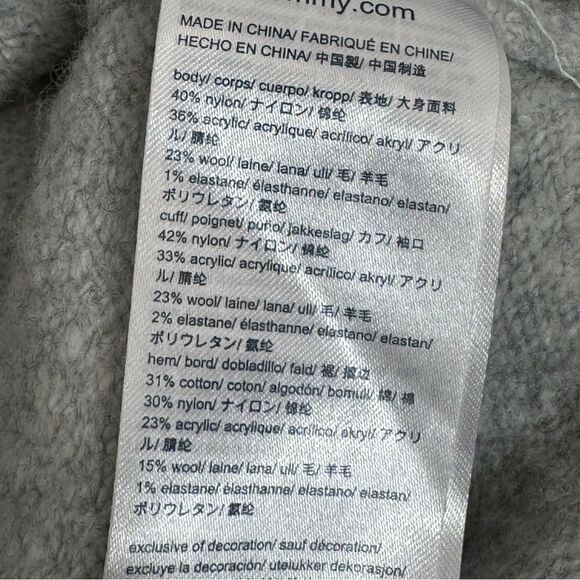 mmy.com
MADE IN CHINA/ FABRIQUÉ EN CHINE/
HECHO EN CHINA/ 中国製/ 中国制造
body/ corps/ cuerpo/ kropp/ 表地/ 大身面料
40% nylon/ ナイロン/ 锦纶
36% acrylic/ acrylique/ acrílico/ akryl/ アクリ
ル/ 腈纶
23% wool/ laine/ lana/ ull/ 毛/ 羊毛
1% elastane/ élasthanne/ elastano/ elastan/
ポリウレタン/ 氨纶
cuff/ poignet/ puño/ jakkeslag/ カフ/ 袖口
42% nylon/ ナイロン/ 锦纶
33% acrylic/ acrylique/ acrílico/ akryl/ アクリ
ル/ 腈纶
23% wool/ laine/ lana/ ull/ 毛/ 羊毛
2% elastane/ élasthanne/ elastano/ elastan/
ポリウレタン/ 氨纶
hem/ bord/ dobladillo/ fald/ 裾/
31% cotton/ coton/ algodón/ bomull/ 綿/ 棉
30% nylon/ ナイロン/ 锦纶
23% acrylic/ acrylique/ acrílico/ akryl/ アクリ
ル/ 腈纶
15% wool/ laine/ lana/ ull/ 毛/ 羊毛
1% elastane/ élasthanne/ elastano/ elastan/
ポリウレタン/ 氨纶
exclusive of decoration/ sauf décoration/
excluye la decoración/ utelukker dekorasjon/